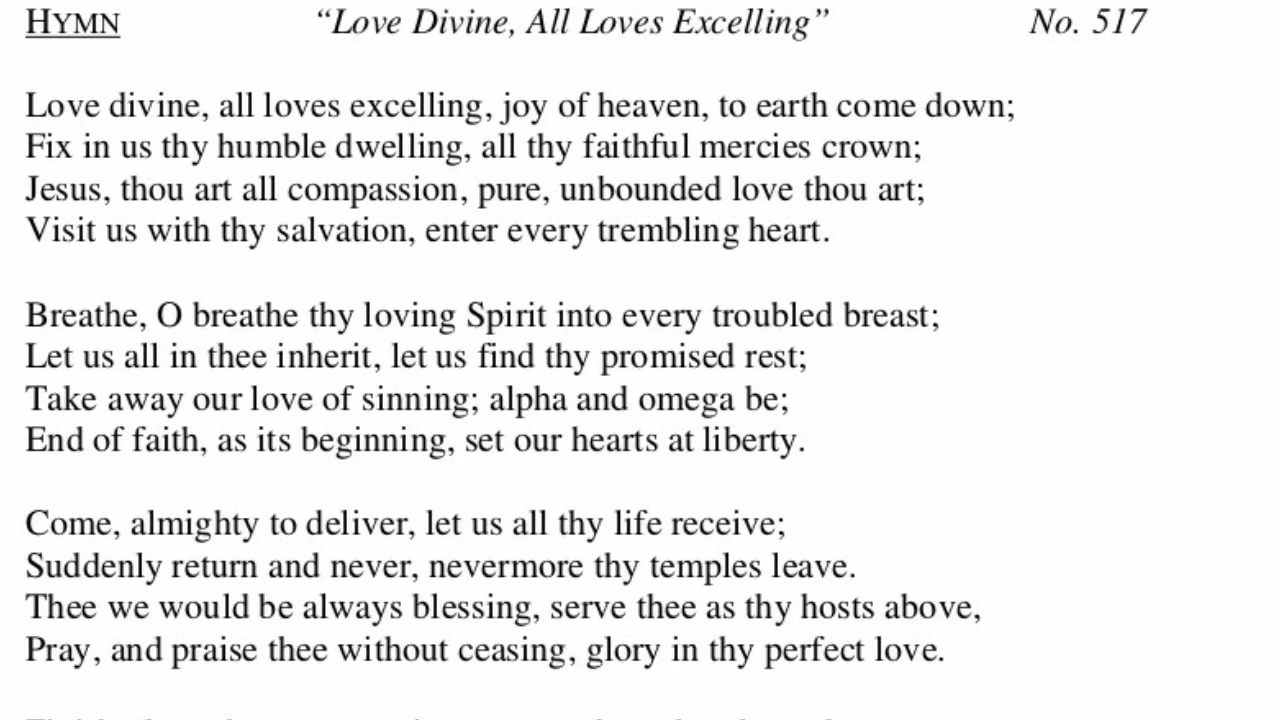 HYMN “Love Divine, All Loves Excelling” No. 517
Love divine, all loves excelling, joy of heaven, to earth come down;
Fix in us thy humble dwelling, all thy faithful mercies crown;
Jesus, thou art all compassion, pure, unbounded love thou art;
Visit us with thy salvation, enter every trembling heart.
Breathe, O breathe thy loving Spirit into every troubled breast;
Let us all in thee inherit, let us find thy promised rest;
Take away our love of sinning; alpha and omega be;
End of faith, as its beginning, set our hearts at liberty.
Come, almighty to deliver, let us all thy life receive;
Suddenly return and never, nevermore thy temples leave.
Thee we would be always blessing, serve thee as thy hosts above,
Pray, and praise thee without ceasing, glory in thy perfect love.